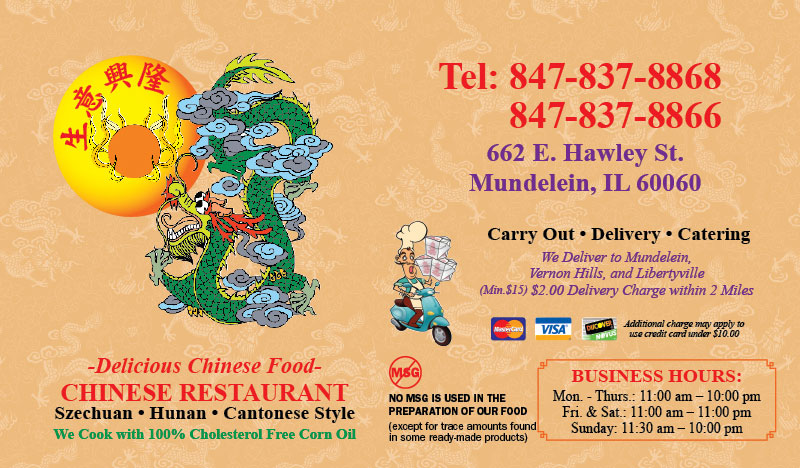 生意興隆
Tel: 847-837-8868
847-837-8866
662 E. Hawley St.
Mundelein, IL 60060
Carry Out • Delivery • Catering
We Deliver to Mundelein,
Vernon Hills, and Libertyville
(Min.$15) $2.00 Delivery Charge within 2 Miles
MasterCard
VISA
DISCOVER
NOVUS
Additional charge may apply to
use credit card under $10.00
-Delicious Chinese Food-
CHINESE RESTAURANT
Szechuan • Hunan • Cantonese Style
We Cook with 100% Cholesterol Free Corn Oil
MSG
NO MSG IS USED IN THE
PREPARATION OF OUR FOOD
(except for trace amounts found
in some ready-made products)
BUSINESS HOURS:
Mon. - Thurs.: 11:00 am – 10:00 pm
Fri. & Sat.: 11:00 am – 11:00 pm
Sunday: 11:30 am – 10:00 pm